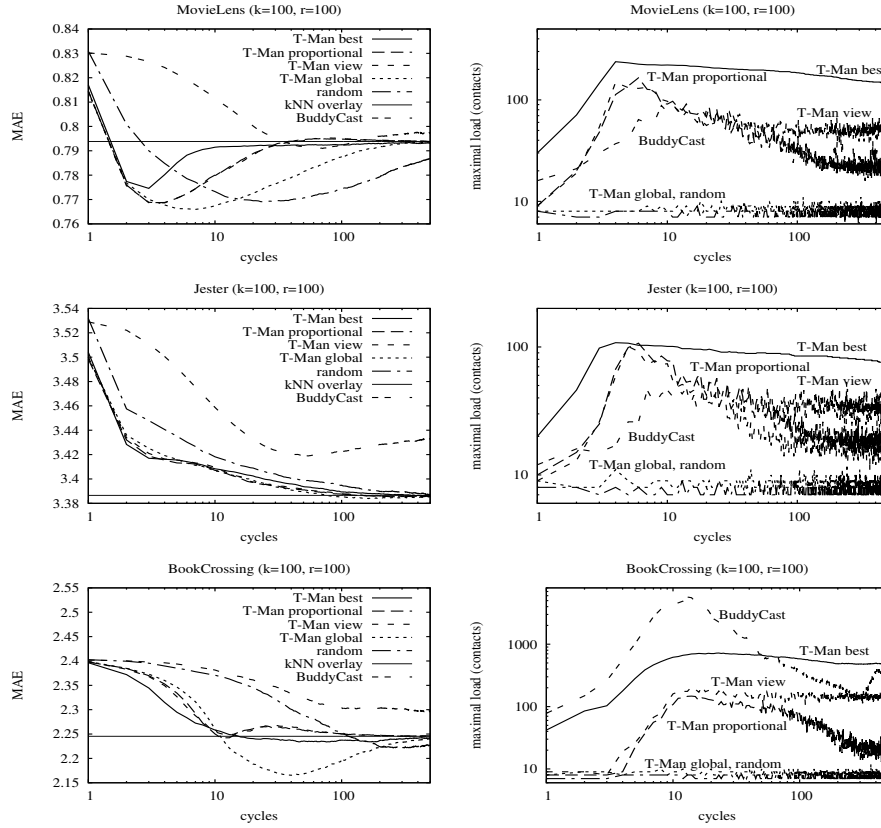 MovieLens (k=100, r=100)
MAE
0.84
0.83
0.82
0.81
0.8
0.79
0.78
0.77
0.76
1
10
100
cycles
T-Man best
T-Man proportional
T-Man view
T-Man global
random
kNN overlay
BuddyCast
MovieLens (k=100, r=100)
maximal load (contacts)
100
10
1
10
100
cycles
T-Man best
T-Man proportional
T-Man view
BuddyCast
T-Man global, random
Jester (k=100, r=100)
MAE
3.54
3.52
3.5
3.48
3.46
3.44
3.42
3.4
3.38
1
10
100
cycles
T-Man best
T-Man proportional
T-Man view
T-Man global
random
kNN overlay
BuddyCast
Jester (k=100, r=100)
maximal load (contacts)
100
10
1
10
100
cycles
T-Man best
T-Man proportional
T-Man view
BuddyCast
T-Man global, random
BookCrossing (k=100, r=100)
MAE
2.55
2.5
2.45
2.4
2.35
2.3
2.25
2.2
2.15
1
10
100
cycles
T-Man best
T-Man proportional
T-Man view
T-Man global
random
kNN overlay
BuddyCast
BookCrossing (k=100, r=100)
maximal load (contacts)
1000
100
10
1
10
100
cycles
BuddyCast
T-Man best
T-Man view
T-Man proportional
T-Man global, random